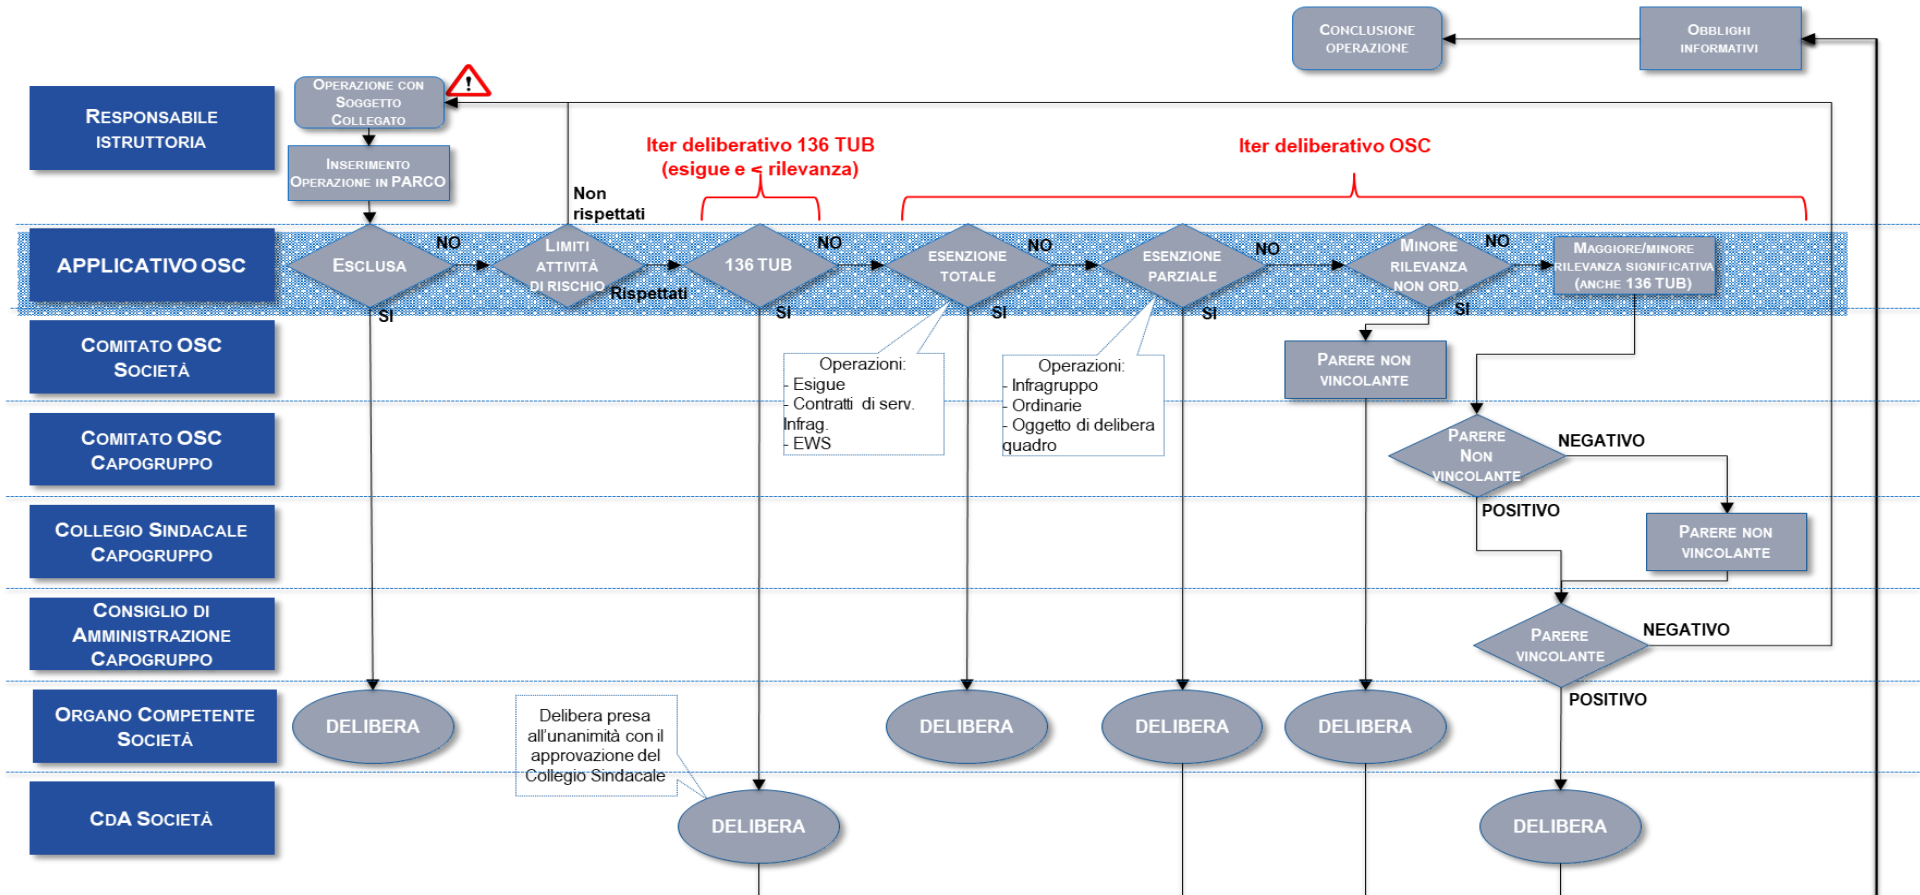 CONCLUSIONE
OPERAZIONE
OBBLIGHI
INFORMATIVI
RESPONSABILE
ISTRUTTORIA
OPERAZIONE CON
SOGGETTO
COLLEGATO
!
INSERIMENTO
OPERAZIONE IN PARCO
Non
rispettati
Iter deliberativo 136 TUB
(esigue e < rilevanza)
Iter deliberativo OSC
APPLICATIVO OSC
ESCLUSA
NO
SI
LIMITI
ATTIVITÀ
DI RISCHIO
Rispettati
136 TUB
NO
SI
ESENZIONE
TOTALE
NO
SI
ESENZIONE
PARZIALE
NO
SI
MINORE
RILEVANZA
NON ORD.
NO
SI
MAGGIORE/MINORE
RILEVANZA SIGNIFICATIVA
(ANCHE 136 TUB)
COMITATO OSC
SOCIETÀ
Operazioni:
- Esigue
- Contratti di serv.
Infrag.
- EWS
Operazioni:
- Infragruppo
- Ordinarie
- Oggetto di delibera
quadro
PARERE NON
VINCOLANTE
COMITATO OSC
CAPOGRUPPO
PARERE
NON
VINCOLANTE
NEGATIVO
POSITIVO
COLLEGIO SINDACALE
CAPOGRUPPO
PARERE NON
VINCOLANTE
CONSIGLIO DI
AMMINISTRAZIONE
CAPOGRUPPO
PARERE
VINCOLANTE
NEGATIVO
POSITIVO
ORGANO COMPETENTE
SOCIETÀ
DELIBERA
Delibera presa
all'unanimità con il
approvazione del
Collegio Sindacale
DELIBERA
DELIBERA
DELIBERA
CDA SOCIETÀ
DELIBERA
DELIBERA